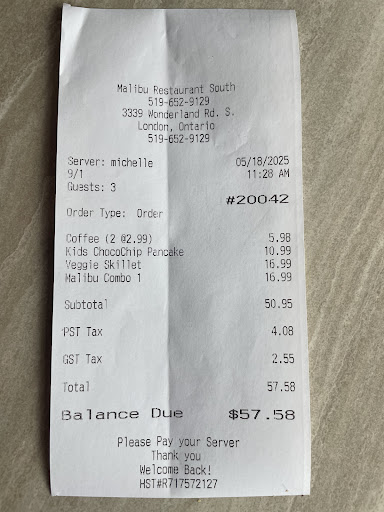 Malibu Restaurant South
519-652-9129
3339 Wonderland Rd. S.
London, Ontario
519-652-9129
Server: michelle 05/18/2025
9/1 11:28 AM
Guests: 3
#20042
Order Type: Order
Coffee (2 @2.99) 5.98
Kids ChocoChip Pancake 10.99
Veggie Skillet 16.99
Malibu Combo 1 16.99
Subtotal 50.95
PST Tax 4.08
GST Tax 2.55
Total 57.58
Balance Due $57.58
Please Pay your Server
Thank you
Welcome Back!
HST#R717572127